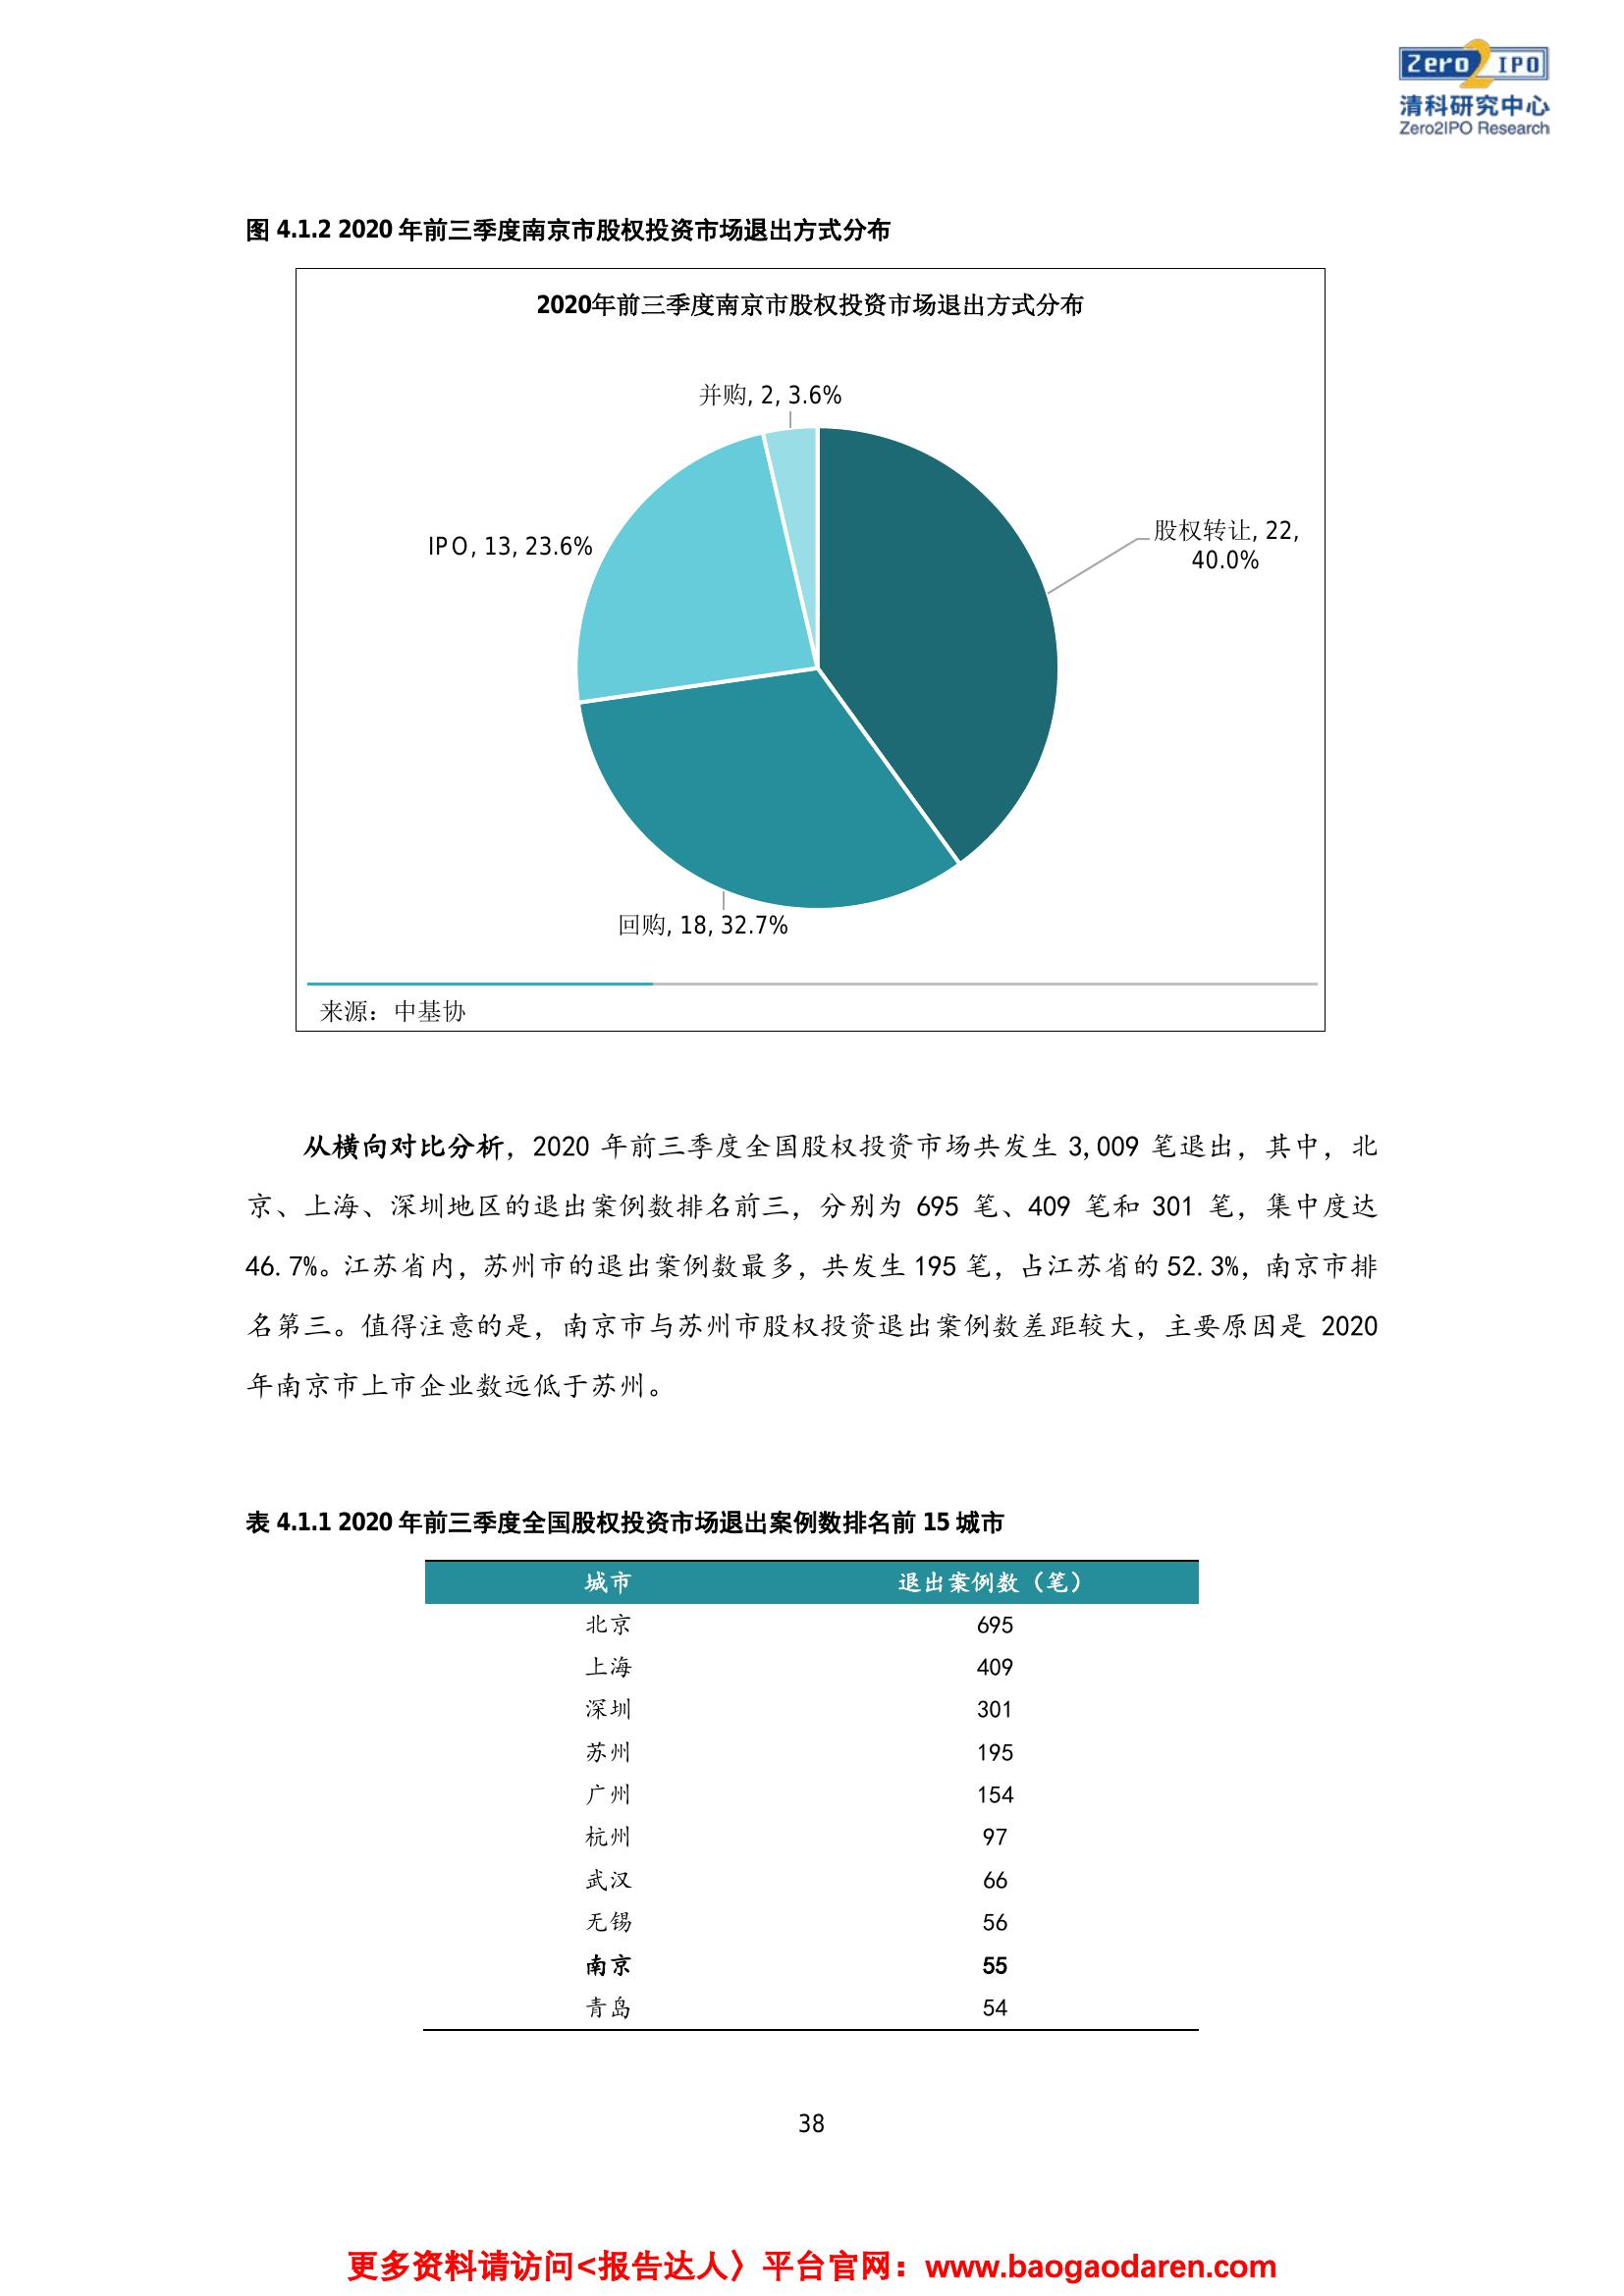 Zero2IPO
清科研究中心
Zero2IPO Research
图 4.1.2 2020 年前三季度南京市股权投资市场退出方式分布
2020年前三季度南京市股权投资市场退出方式分布
并购, 2, 3.6%
股权转让, 22,
40.0%
IPO, 13, 23.6%
回购, 18, 32.7%
来源：中基协
从横向对比分析，2020 年前三季度全国股权投资市场共发生 3,009 笔退出，其中，北
京、上海、深圳地区的退出案例数排名前三，分别为 695 笔、409 笔和 301 笔，集中度达
46.7%。江苏省内，苏州市的退出案例数最多，共发生 195 笔，占江苏省的 52.3%，南京市排
名第三。值得注意的是，南京市与苏州市股权投资退出案例数差距较大，主要原因是 2020
年南京市上市企业数远低于苏州。
表 4.1.1 2020 年前三季度全国股权投资市场退出案例数排名前 15 城市
城市 退出案例数（笔）
北京 695
上海 409
深圳 301
苏州 195
广州 154
杭州 97
武汉 66
无锡 56
南京 55
青岛 54
38
更多资料请访问<报告达人〉平台官网：www.baogaodaren.com